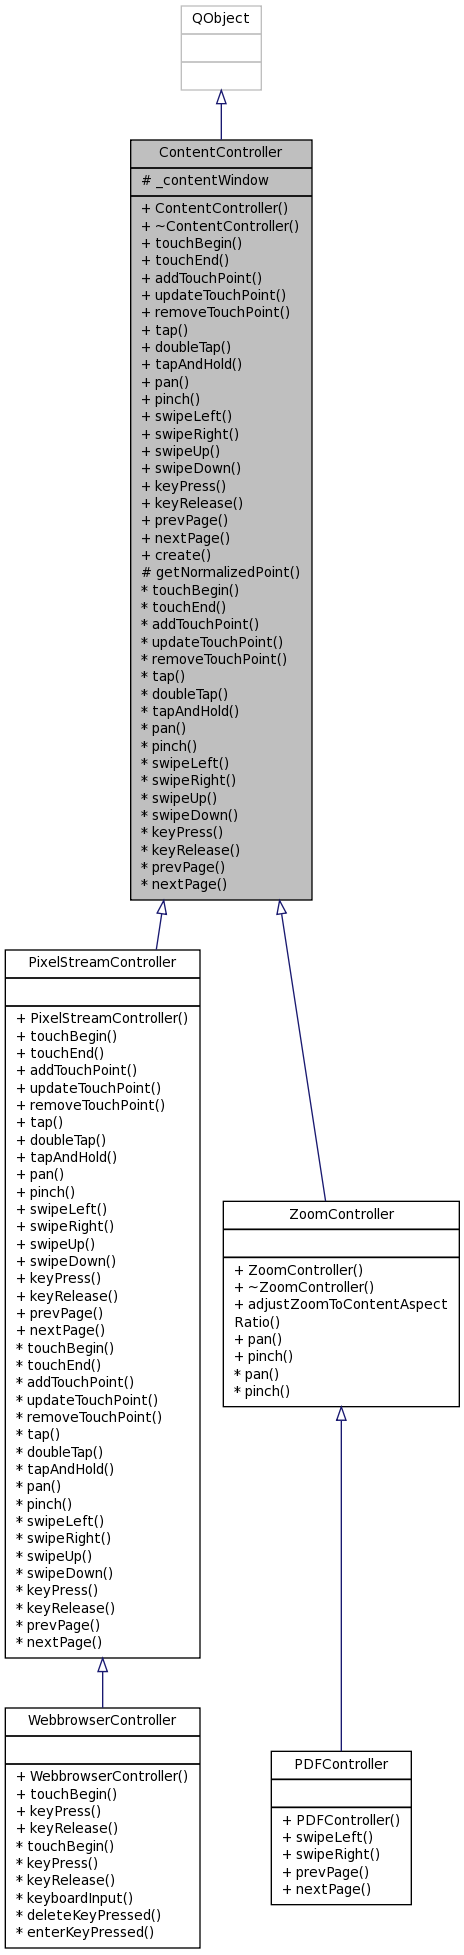 QObject
ContentController
# _contentWindow
+ ContentController()
+ ~ContentController()
+ touchBegin()
+ touchEnd()
+ addTouchPoint()
+ updateTouchPoint()
+ removeTouchPoint()
+ tap()
+ doubleTap()
+ tapAndHold()
+ pan()
+ pinch()
+ swipeLeft()
+ swipeRight()
+ swipeUp()
+ swipeDown()
+ keyPress()
+ keyRelease()
+ prevPage()
+ nextPage()
+ create()
# getNormalizedPoint()
* touchBegin()
* touchEnd()
* addTouchPoint()
* updateTouchPoint()
* removeTouchPoint()
* tap()
* doubleTap()
* tapAndHold()
* pan()
* pinch()
* swipeLeft()
* swipeRight()
* swipeUp()
* swipeDown()
* keyPress()
* keyRelease()
* prevPage()
* nextPage()
PixelStreamController
+ PixelStreamController()
+ touchBegin()
+ touchEnd()
+ addTouchPoint()
+ updateTouchPoint()
+ removeTouchPoint()
+ tap()
+ doubleTap()
+ tapAndHold()
+ pan()
+ pinch()
+ swipeLeft()
+ swipeRight()
+ swipeUp()
+ swipeDown()
+ keyPress()
+ keyRelease()
+ prevPage()
+ nextPage()
* touchBegin()
* touchEnd()
* addTouchPoint()
* updateTouchPoint()
* removeTouchPoint()
* tap()
* doubleTap()
* tapAndHold()
* pan()
* pinch()
* swipeLeft()
* swipeRight()
* swipeUp()
* swipeDown()
* keyPress()
* keyRelease()
* prevPage()
* nextPage()
ZoomController
+ ZoomController()
+ ~ZoomController()
+ adjustZoomToContentAspect
Ratio()
+ pan()
+ pinch()
* pan()
* pinch()
WebbrowserController
+ WebbrowserController()
+ touchBegin()
+ keyPress()
+ keyRelease()
* touchBegin()
* keyPress()
* keyRelease()
* keyboardInput()
* deleteKeyPressed()
* enterKeyPressed()
PDFController
+ PDFController()
+ swipeLeft()
+ swipeRight()
+ prevPage()
+ nextPage()